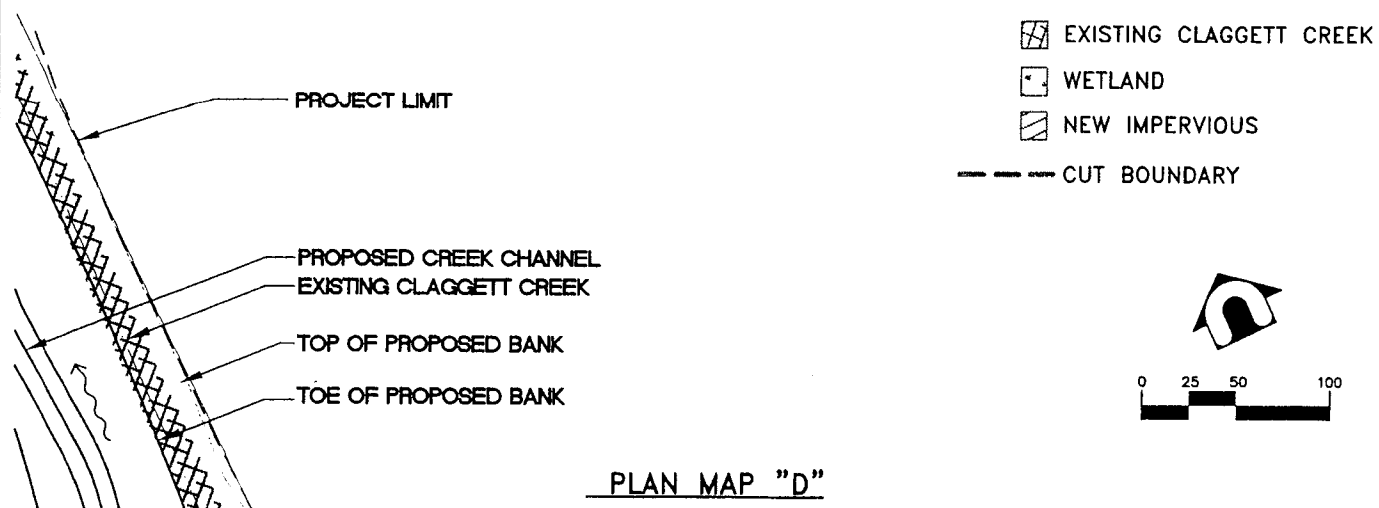 PROJECT LIMIT
PROPOSED CREEK CHANNEL
EXISTING CLAGGETT CREEK
TOP OF PROPOSED BANK
TOE OF PROPOSED BANK
EXISTING CLAGGETT CREEK
WETLAND
NEW IMPERVIOUS
CUT BOUNDARY
0 25 50 100
PLAN MAP "D"